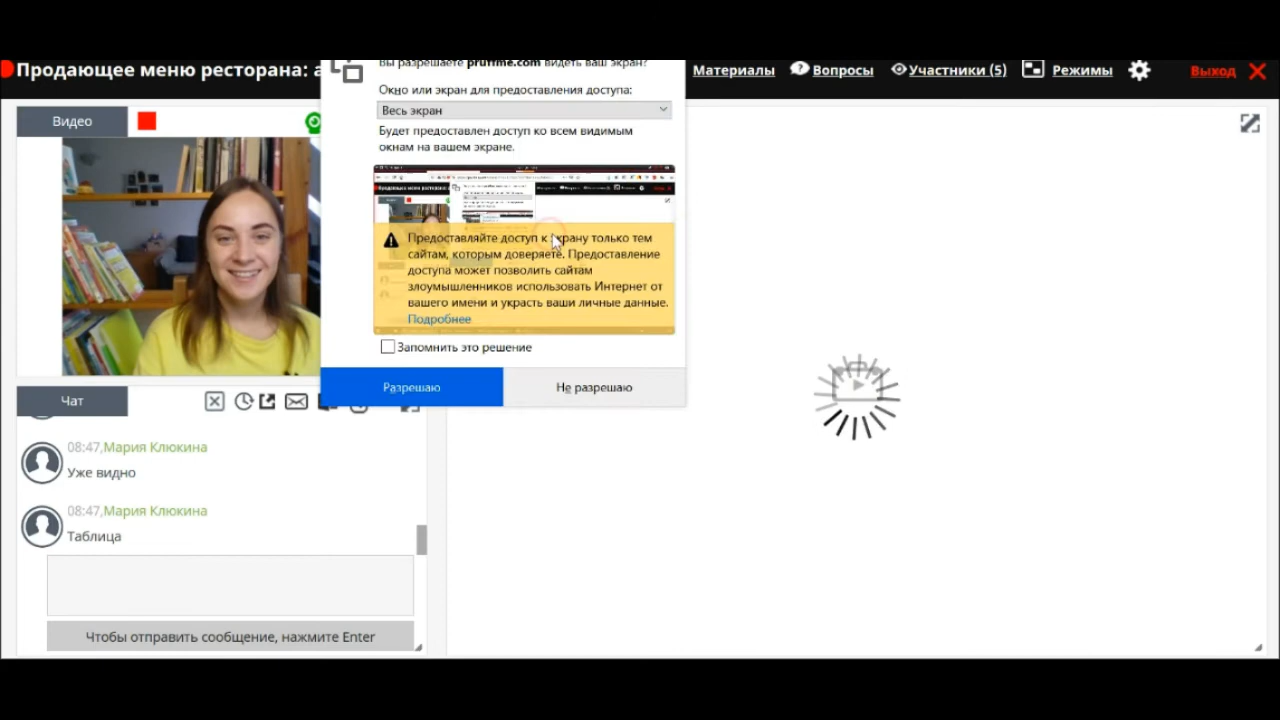 Продающее меню ресторана: а
Вы разрешаете pruffme.com видеть ваш экран?
Материалы
Вопросы
Участники (5)
Режимы
Выход
Окно или экран для предоставления доступа:
Весь экран
Видео
Будет предоставлен доступ ко всем видимым
окнам на вашем экране.
Предоставляйте доступ к экрану только тем
сайтам, которым доверяете. Предоставление
доступа может позволить сайтам
злоумышленников использовать Интернет от
вашего имени и украсть ваши личные данные.
Подробнее
Запомнить это решение
Разрешаю
Не разрешаю
Чат
08:47,Мария Клюкина
Уже видно
08:47,Мария Клюкина
Таблица
Чтобы отправить сообщение, нажмите Enter